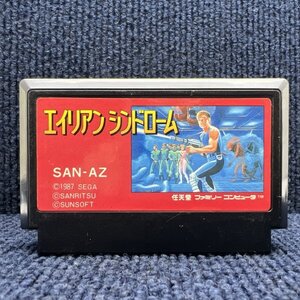 エイリアンシンドローム
SAN-AZ
©1987 SEGA
©SANRITSU
©SUNSOFT
任天堂 ファミリー コンピュータ TM